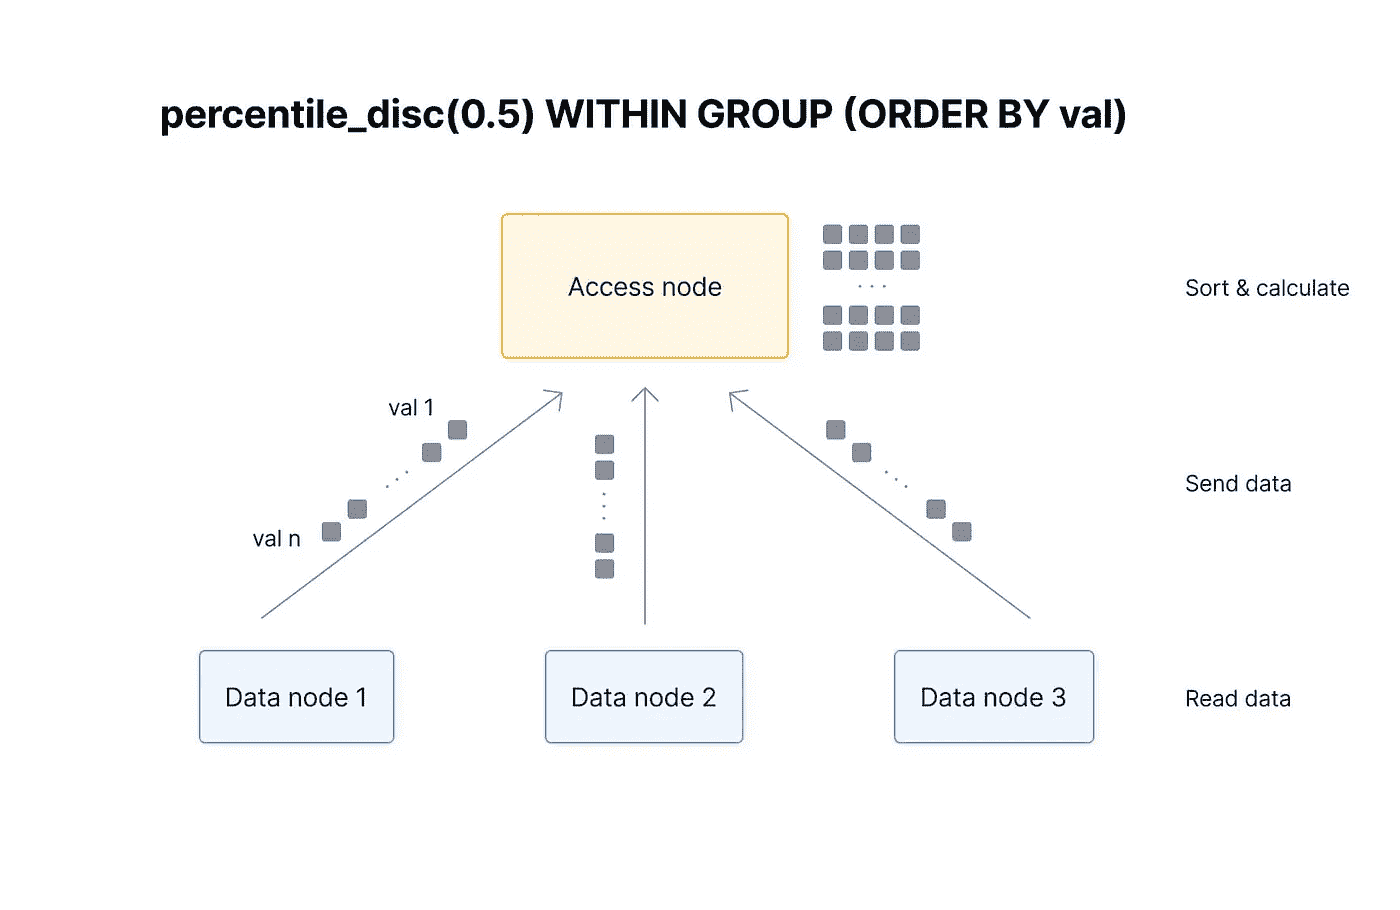 percentile_disc(0.5) WITHIN GROUP (ORDER BY val)
Access node
Sort & calculate
val 1
val n
Send data
Data node 1
Data node 2
Data node 3
Read data